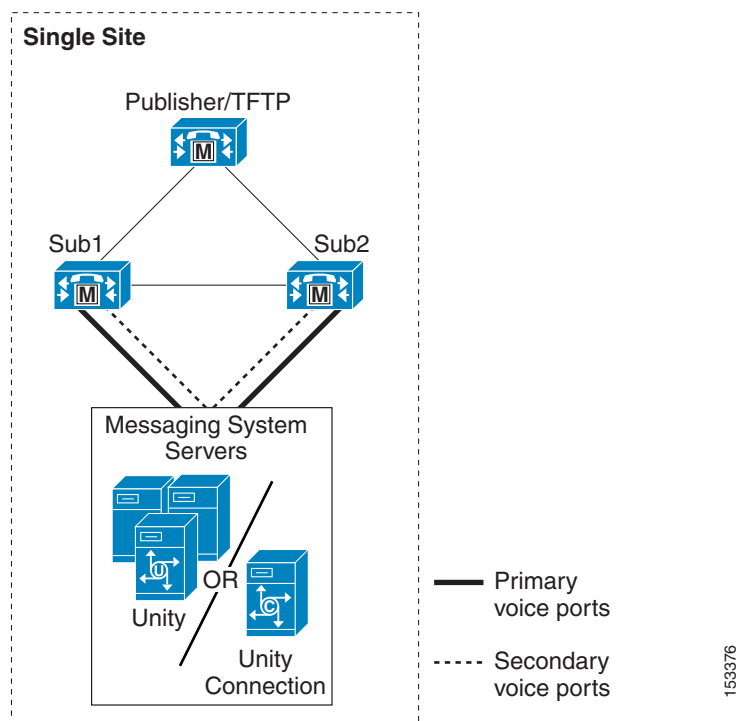 Single Site
Publisher/TFTP
M
Sub1
Sub2
M
M
Messaging System
Servers
U
OR
C
Unity
Unity
Connection
Primary
voice ports
Secondary
voice ports
153376